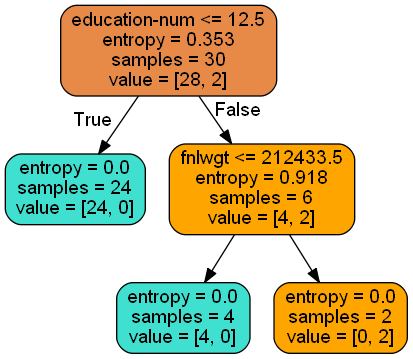 education-num <= 12.5
entropy = 0.353
samples = 30
value = [28, 2]
True
False
entropy = 0.0
samples = 24
value = [24, 0]
fnlwgt <= 212433.5
entropy = 0.918
samples = 6
value = [4, 2]
entropy = 0.0
samples = 4
value = [4, 0]
entropy = 0.0
samples = 2
value = [0, 2]